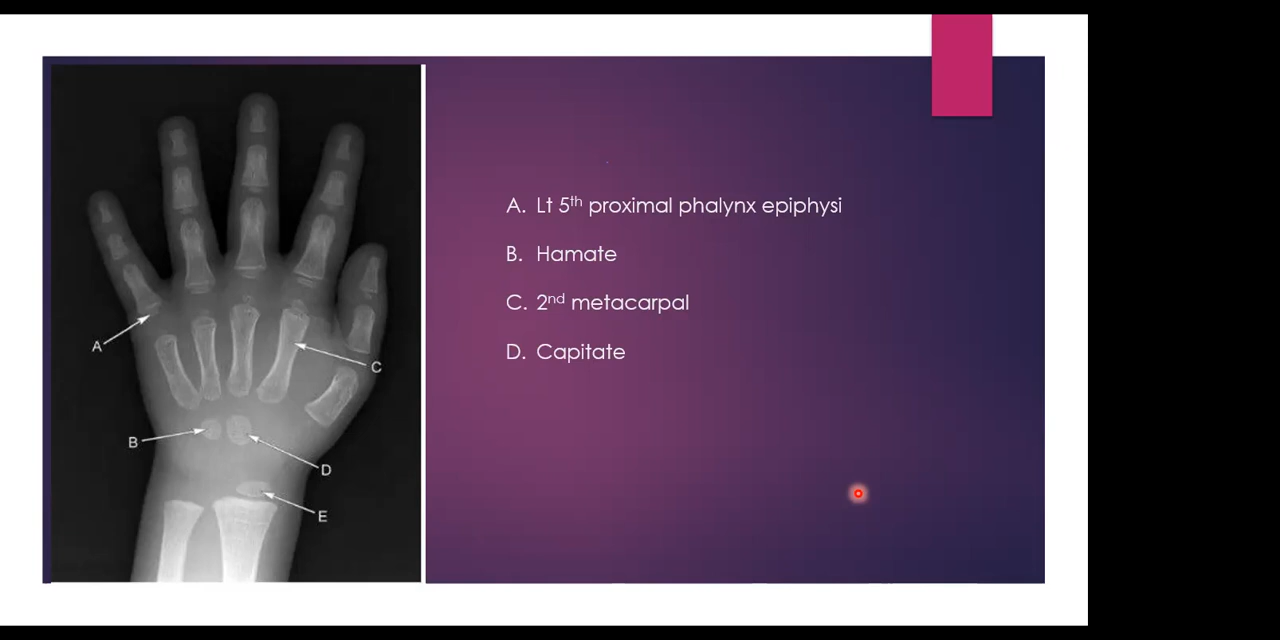 A. Lt 5th proximal phalynx epiphysi
B. Hamate
C. 2nd metacarpal
D. Capitate
A
C
B
D
E